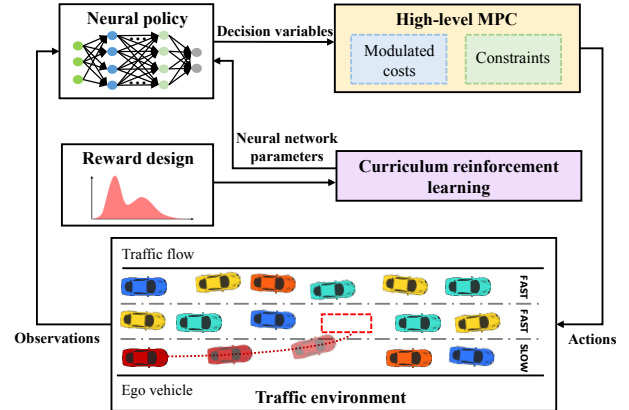 Neural policy
Decision variables
High-level MPC
Modulated
costs
Constraints
Neural network
parameters
Reward design
Curriculum reinforcement
learning
Traffic flow
FAST
FAST
SLOW
Observations
Actions
Ego vehicle
Traffic environment